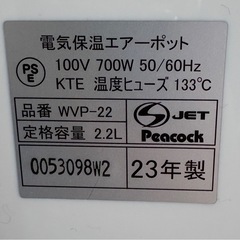 電気保温エアーポット
PS
E
100V 700W 50/60Hz
KTE 温度ヒューズ 133℃
品番 WVP-22
定格容量 2.2L
JET
Peacock
0053098W2
23年製